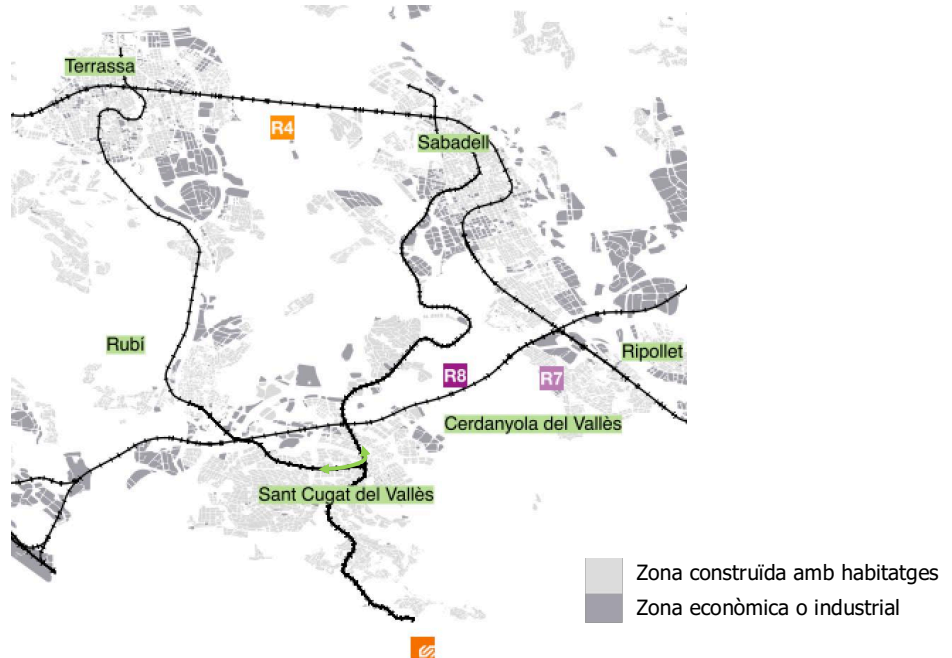 Terrassa
R4
Sabadell
Rubí
Ripollet
R8
R7
Cerdanyola del Vallès
Sant Cugat del Vallès
Zona construïda amb habitatges
Zona econòmica o industrial